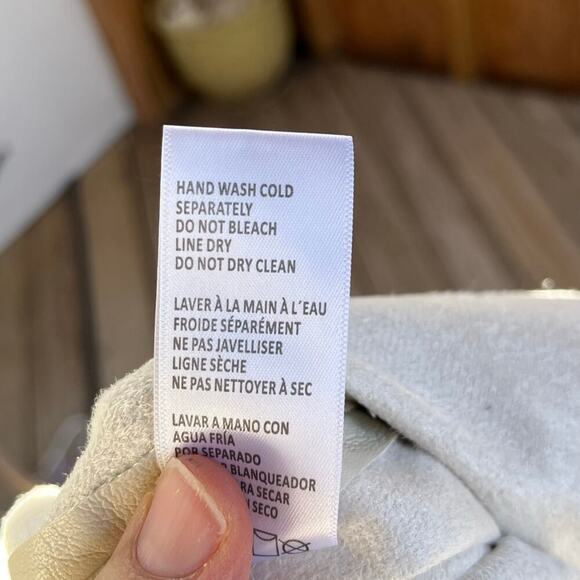 HAND WASH COLD
SEPARATELY
DO NOT BLEACH
LINE DRY
DO NOT DRY CLEAN
LAVER À LA MAIN À L´EAU
FROIDE SÉPARÉMENT
NE PAS JAVELLISER
LIGNE SÈCHE
NE PAS NETTOYER À SEC
LAVAR A MANO CON
AGUA FRÍA
POR SEPARADO
BLANQUEADOR
SECAR
SECO